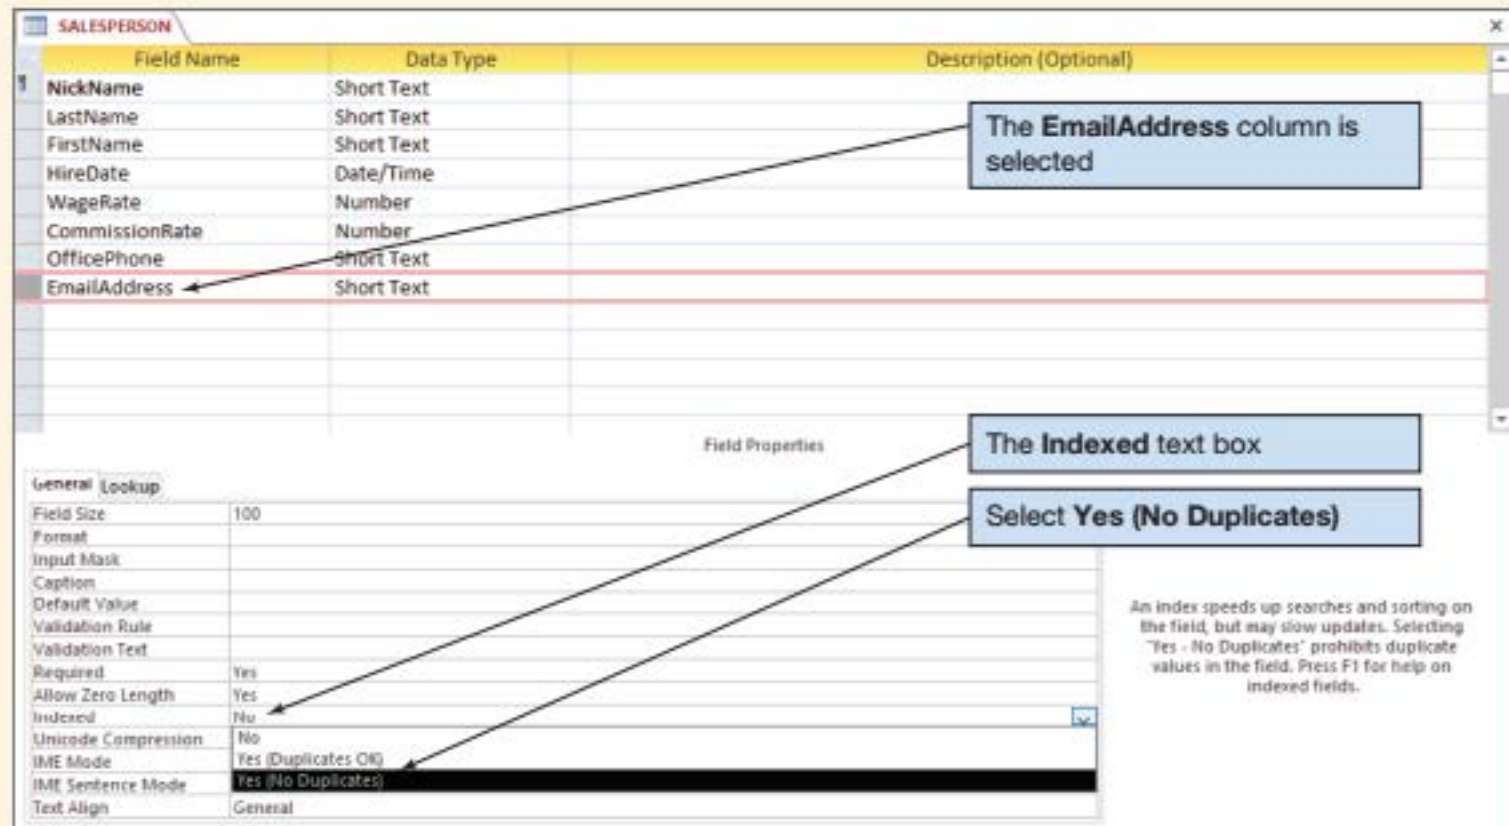 SALESPERSON
Field Name Data Type Description (Optional)
NickName Short Text
LastName Short Text
FirstName Short Text
HireDate Date/Time
WageRate Number
CommissionRate Number
OfficePhone Short Text
EmailAddress Short Text
The EmailAddress column is
selected
Field Properties
The Indexed text box
Select Yes (No Duplicates)
General Lookup
Field Size 100
Format
Input Mask
Caption
Default Value
Validation Rule
Validation Text
Required Yes
Allow Zero Length Yes
Indexed No
Unicode Compression No
IME Mode Yes (Duplicates OK)
IME Sentence Mode Yes (No Duplicates)
Text Align General
An index speeds up searches and sorting on
the field, but may slow updates. Selecting
"Yes - No Duplicates" prohibits duplicate
values in the field. Press F1 for help on
indexed fields.